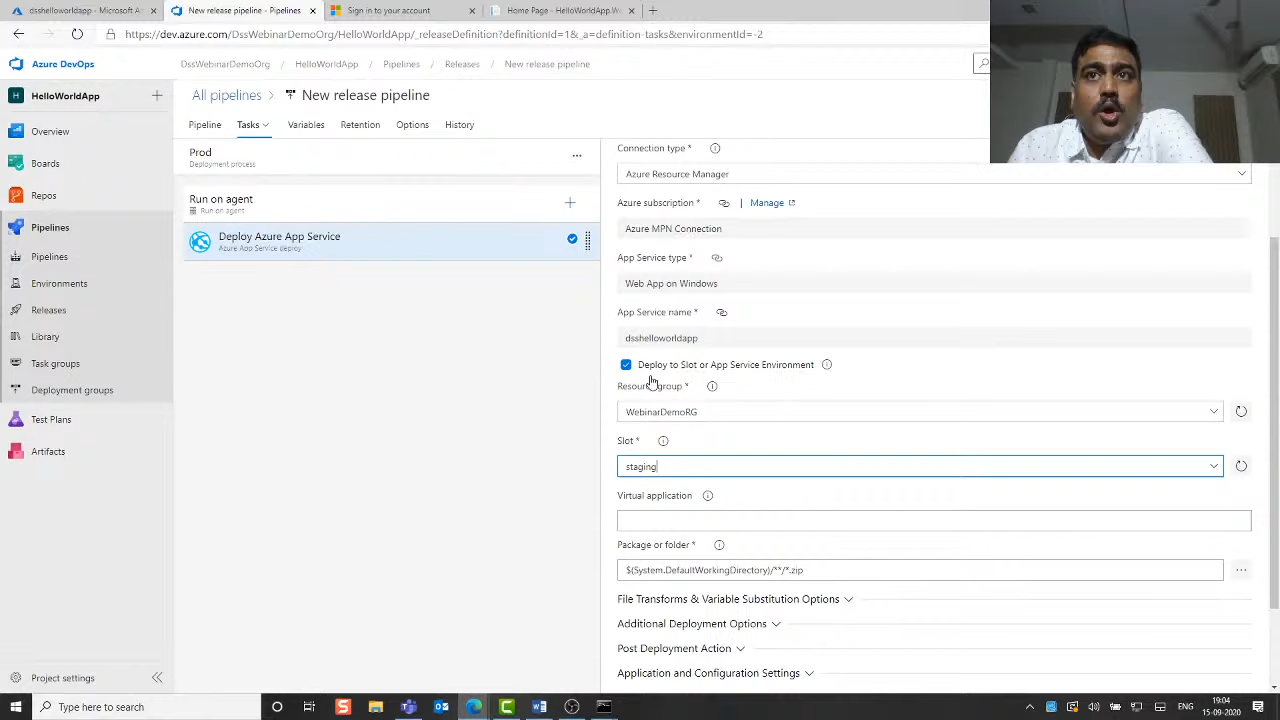 dsshelloworldapp - Microsoft A
New release pipeline - Pipelines
Sign in to your account
Home Page - HelloWorldApp.W
https://dev.azure.com/DssWebinarDemoOrg/HelloWorldApp/_releaseDefinition?definitionId=1&_a=definition-tasks&environmentId=-2
Azure DevOps
DssWebinarDemoOrg / HelloWorldApp / Pipelines / Releases / New release pipeline
H HelloWorldApp
All pipelines > New release pipeline
Pipeline Tasks Variables Retention Options History
Overview
Boards
Repos
Pipelines
Pipelines
Environments
Releases
Library
Task groups
Deployment groups
Test Plans
Artifacts
Project settings
Prod
Deployment process
Run on agent
Run on agent
Deploy Azure App Service
Azure App Service deploy
Connection type *
Azure Resource Manager
Azure subscription * | Manage
Azure MPN Connection
App Service type *
Web App on Windows
App Service name *
dsshelloworldapp
Deploy to Slot or App Service Environment
Resource group *
WebinarDemoRG
Slot *
staging
Virtual application
Package or folder *
$(System.DefaultWorkingDirectory)/**/*.zip
File Transforms & Variable Substitution Options
Additional Deployment Options
Post Deployment Action
Application and Configuration Settings
Type here to search
ENG
19:04
15-09-2020